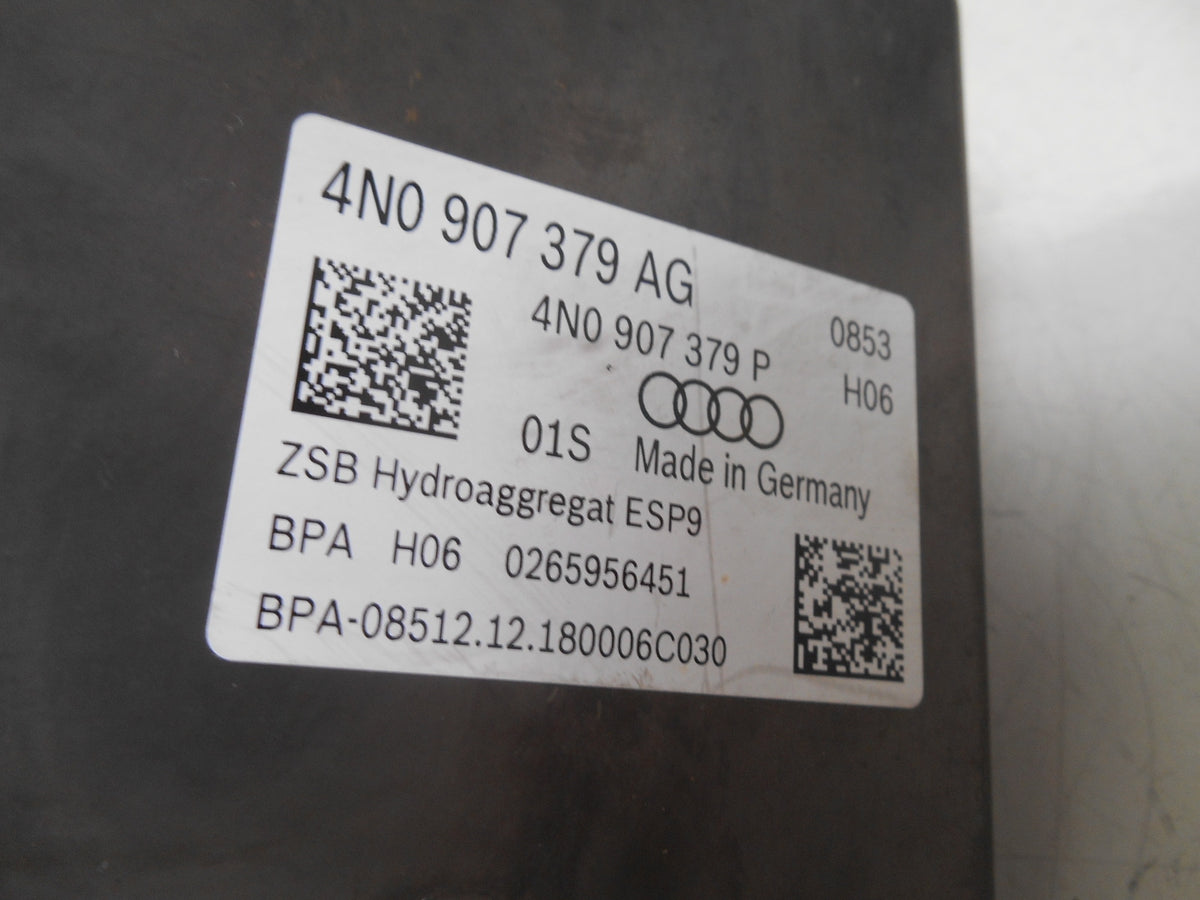 4N0 907 379 AG
4N0 907 379 P
0853
H06
01S
Made in Germany
ZSB Hydroaggregat ESP9
BPA H06 0265956451
BPA-08512.12.180006C030